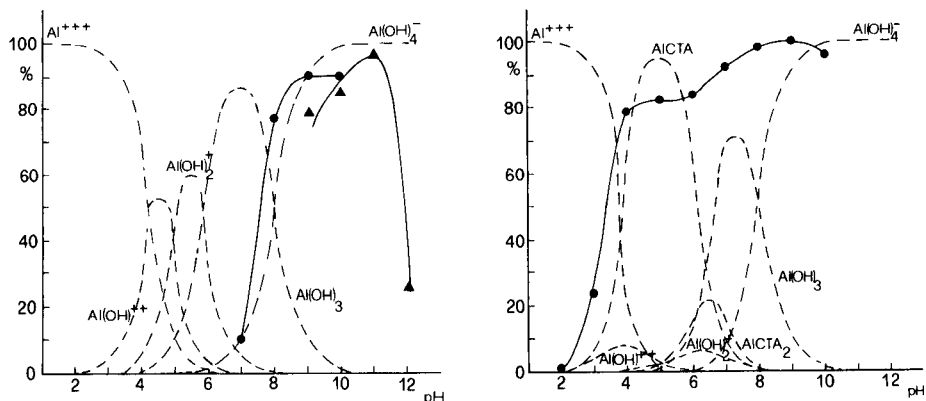 Al+++
Al(OH)4−
100
%
80
60
40
20
0
Al(OH)2+
Al(OH)++
Al(OH)3
2 4 6 8 10 12
pH
Al+++
AlCTA
Al(OH)4−
100
%
80
60
40
20
0
Al(OH)3
Al(OH)++
Al(OH)2+
AlCTA2
2 4 6 8 10 12
pH